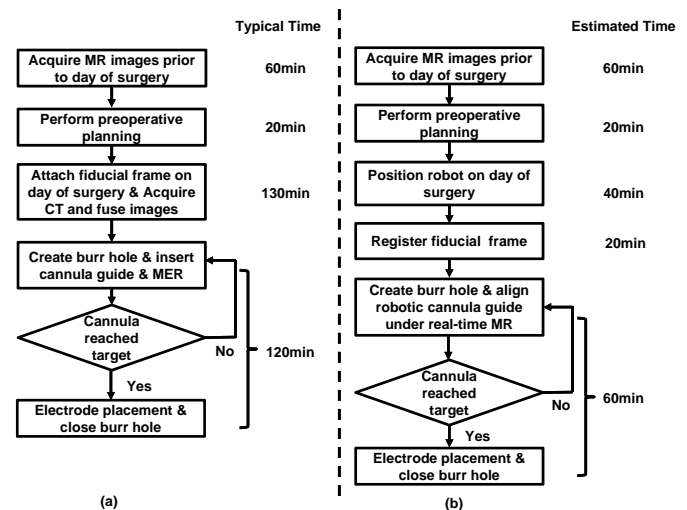 Typical Time
Acquire MR images prior
to day of surgery
60min
Perform preoperative
planning
20min
Attach fiducial frame on
day of surgery & Acquire
CT and fuse images
130min
Create burr hole & insert
cannula guide & MER
Cannula
reached
target
No
120min
Yes
Electrode placement &
close burr hole
(a)
Estimated Time
Acquire MR images prior
to day of surgery
60min
Perform preoperative
planning
20min
Position robot on day of
surgery
40min
Register fiducial frame
20min
Create burr hole & align
robotic cannula guide
under real-time MR
Cannula
reached
target
No
60min
Yes
Electrode placement &
close burr hole
(b)